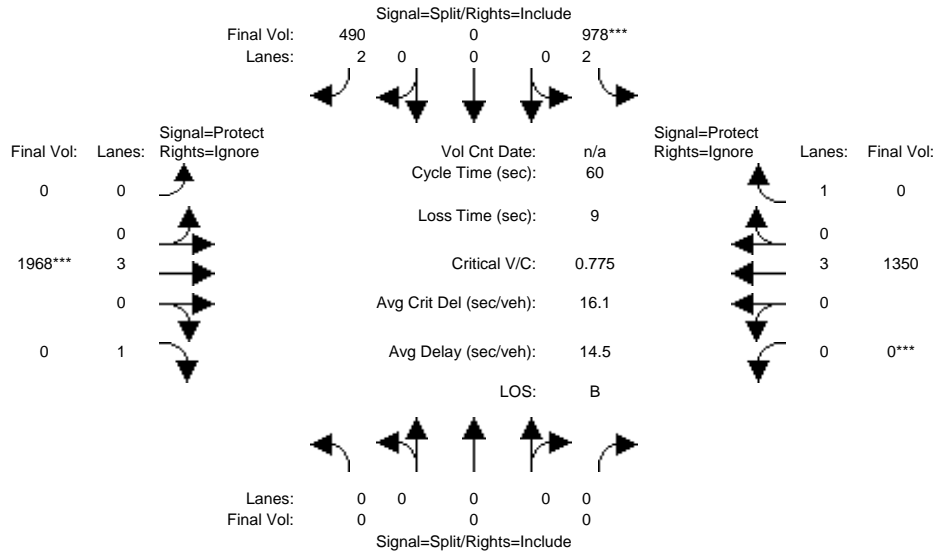 Signal=Split/Rights=Include
Final Vol: 490 0 978***
Lanes: 2 0 0 0 2
Signal=Protect Signal=Protect
Final Vol: Lanes: Rights=Ignore Vol Cnt Date: n/a Rights=Ignore Lanes: Final Vol:
Cycle Time (sec): 60
0 0 1 0
Loss Time (sec): 9
0 0
1968*** 3 Critical V/C: 0.775 3 1350
0 Avg Crit Del (sec/veh): 16.1 0
0 1 Avg Delay (sec/veh): 14.5 0 0***
LOS: B
Lanes: 0 0 0 0 0
Final Vol: 0 0 0
Signal=Split/Rights=Include